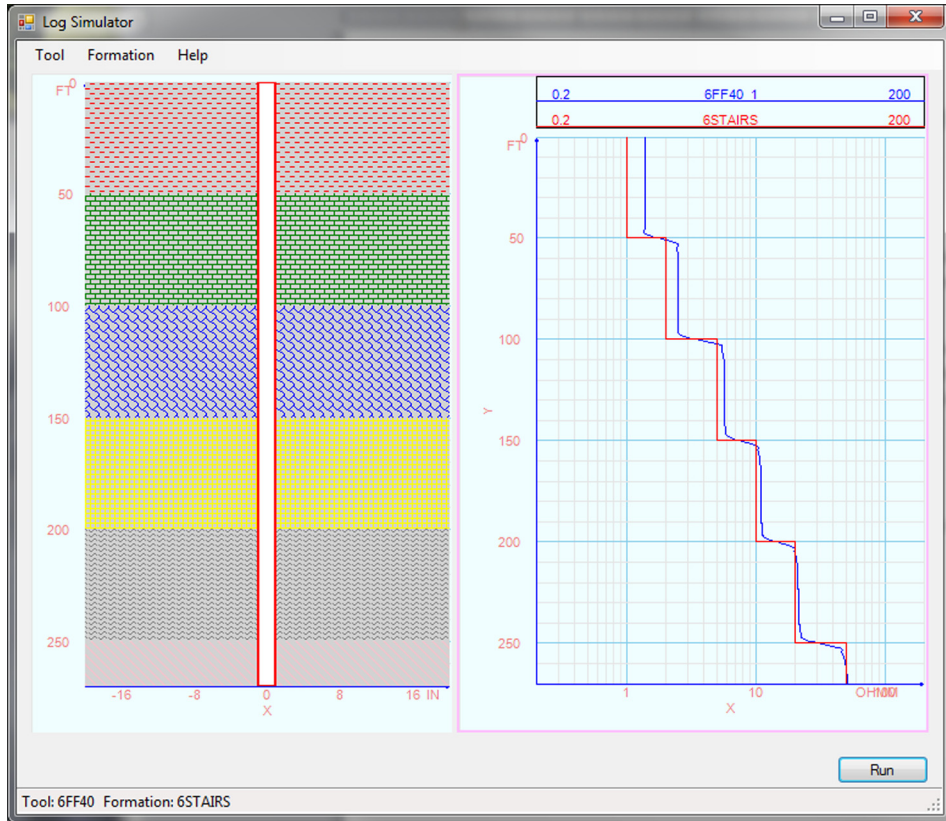 Log Simulator
Tool Formation Help
FT 0
50
100
150
200
250
-16 -8 0 8 16 IN
X
0.2 6FF40_1 200
0.2 6STAIRS 200
FT 0
50
100
Y
150
200
250
1 10 OHMM
X
Run
Tool: 6FF40 Formation: 6STAIRS